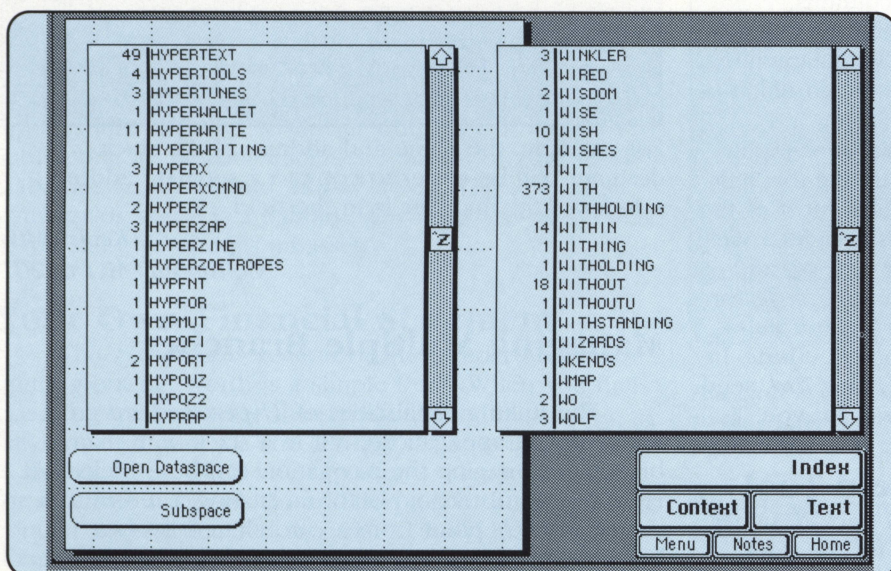 49 HYPERTEXT
4 HYPERTOOLS
3 HYPERTUNES
1 HYPERWALLET
11 HYPERWRITE
1 HYPERWRITING
3 HYPERX
1 HYPERXCMND
2 HYPERZ
3 HYPERZAP
1 HYPERZINE
1 HYPERZOETROPES
1 HYPFNT
1 HYPFOR
1 HYPMUT
1 HYPOFI
2 HYPORT
1 HYPQUZ
1 HYPQZ2
1 HYPRAP
3 WINKLER
1 WIRED
2 WISDOM
1 WISE
10 WISH
1 WISHES
1 WIT
373 WITH
1 WITHHOLDING
14 WITHIN
1 WITHING
1 WITHOLDING
18 WITHOUT
1 WITHOUTU
1 WITHSTANDING
1 WIZARDS
1 WKENDS
1 WMAP
2 WO
3 WOLF
Open Dataspace
Subspace
Index
Context Text
Menu Notes Home